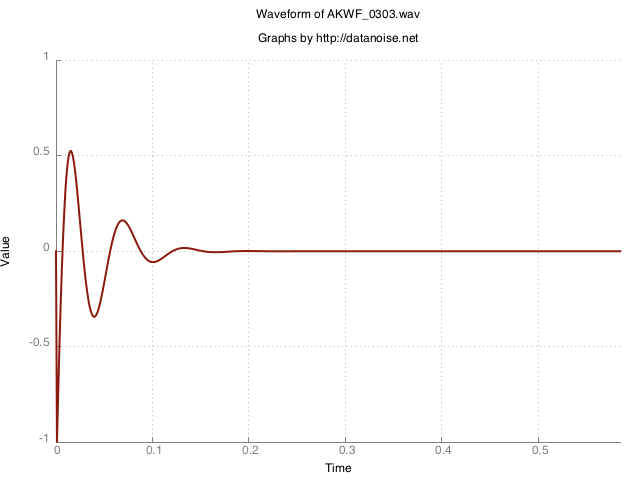 Waveform of AKWF_0303.wav
Graphs by http://datanoise.net
1
0.5
0
-0.5
-1
Value
0 0.1 0.2 0.3 0.4 0.5
Time